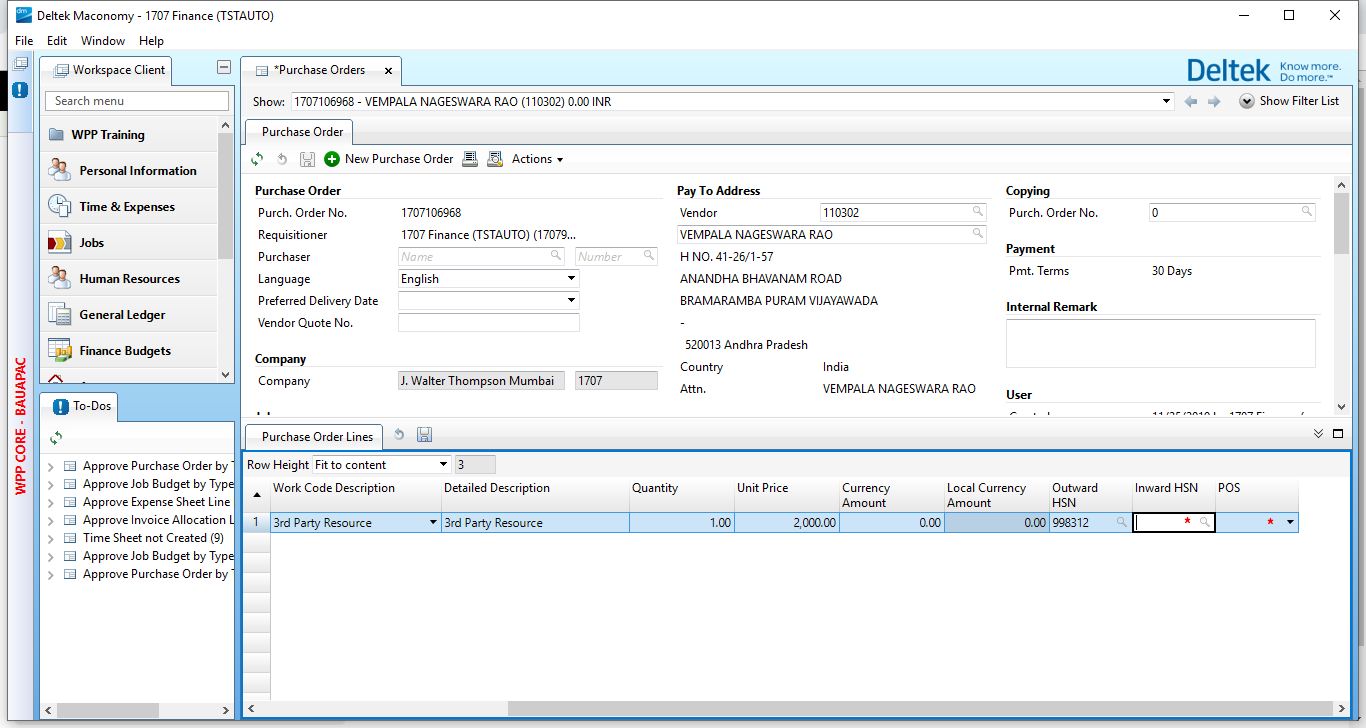 Deltek Maconomy - 1707 Finance (TSTAUTO)
File Edit Window Help
WPP CORE - BAUAPAC
Workspace Client
Search menu
WPP Training
Personal Information
Time & Expenses
Jobs
Human Resources
General Ledger
Finance Budgets
To-Dos
Approve Purchase Order by T
Approve Job Budget by Type
Approve Expense Sheet Line
Approve Invoice Allocation L
Time Sheet not Created (9)
Approve Job Budget by Type
Approve Purchase Order by T
*Purchase Orders
Deltek Know more.
Do more.™
Show: 1707106968 - VEMPALA NAGESWARA RAO (110302) 0.00 INR
Show Filter List
Purchase Order
New Purchase Order Actions
Purchase Order
Purch. Order No. 1707106968
Requisitioner 1707 Finance (TSTAUTO) (17079...
Purchaser Name Number
Language English
Preferred Delivery Date
Vendor Quote No.
Company
Company J. Walter Thompson Mumbai 1707
Pay To Address
Vendor 110302
VEMPALA NAGESWARA RAO
H NO. 41-26/1-57
ANANDHA BHAVANAM ROAD
BRAMARAMBA PURAM VIJAYAWADA
-
520013 Andhra Pradesh
Country India
Attn. VEMPALA NAGESWARA RAO
Copying
Purch. Order No. 0
Payment
Pmt. Terms 30 Days
Internal Remark
User
Purchase Order Lines
Row Height Fit to content 3
Work Code Description Detailed Description Quantity Unit Price Currency Amount Local Currency Amount Outward HSN Inward HSN POS
1 3rd Party Resource 3rd Party Resource 1.00 2,000.00 0.00 0.00 998312 * *